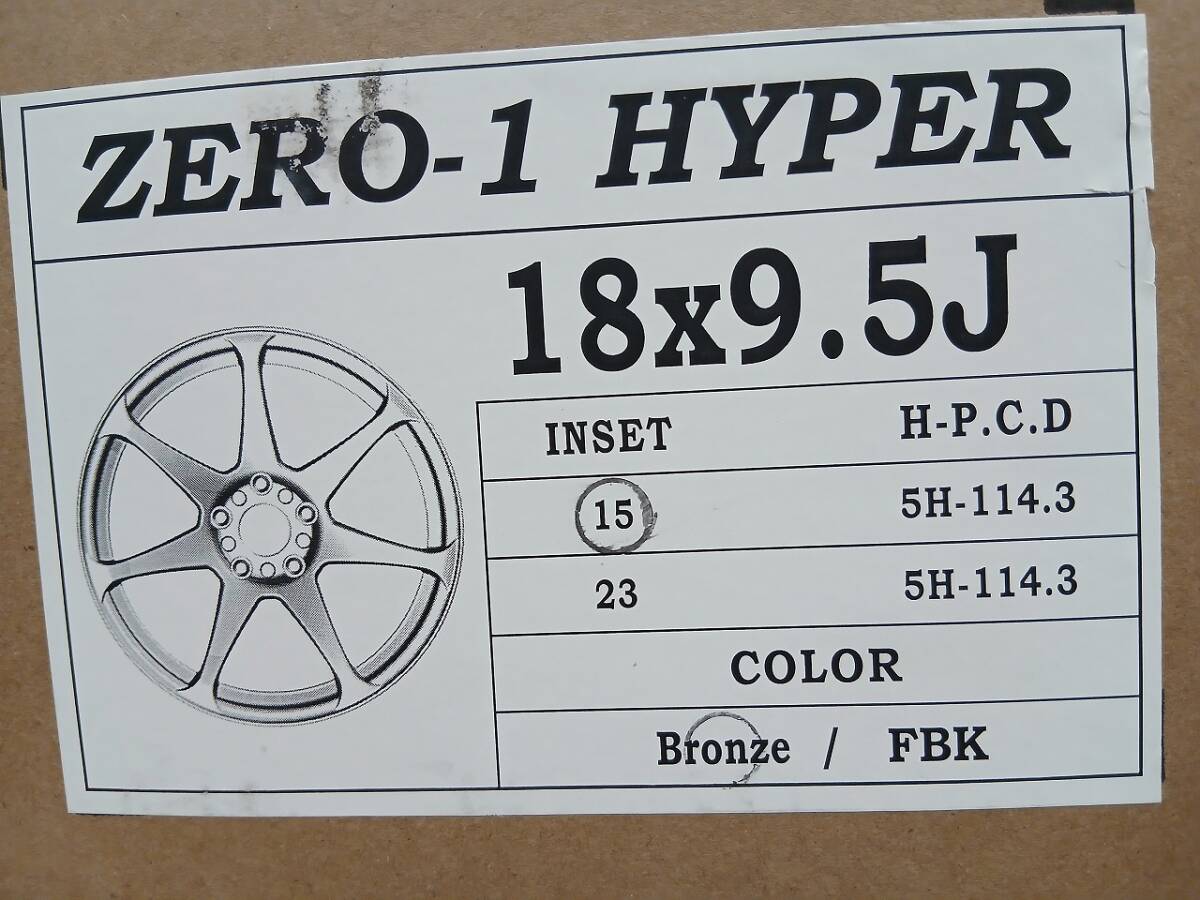 ZERO-1 HYPER
18x9.5J
INSET H-P.C.D
15 5H-114.3
23 5H-114.3
COLOR
Bronze / FBK